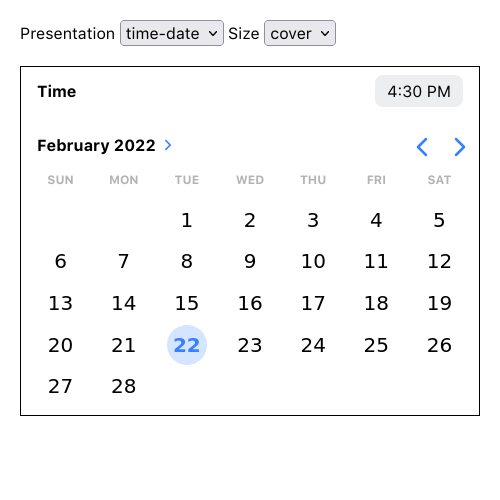 Presentation time-date Size cover
Time 4:30 PM
February 2022
SUN MON TUE WED THU FRI SAT
1 2 3 4 5
6 7 8 9 10 11 12
13 14 15 16 17 18 19
20 21 22 23 24 25 26
27 28